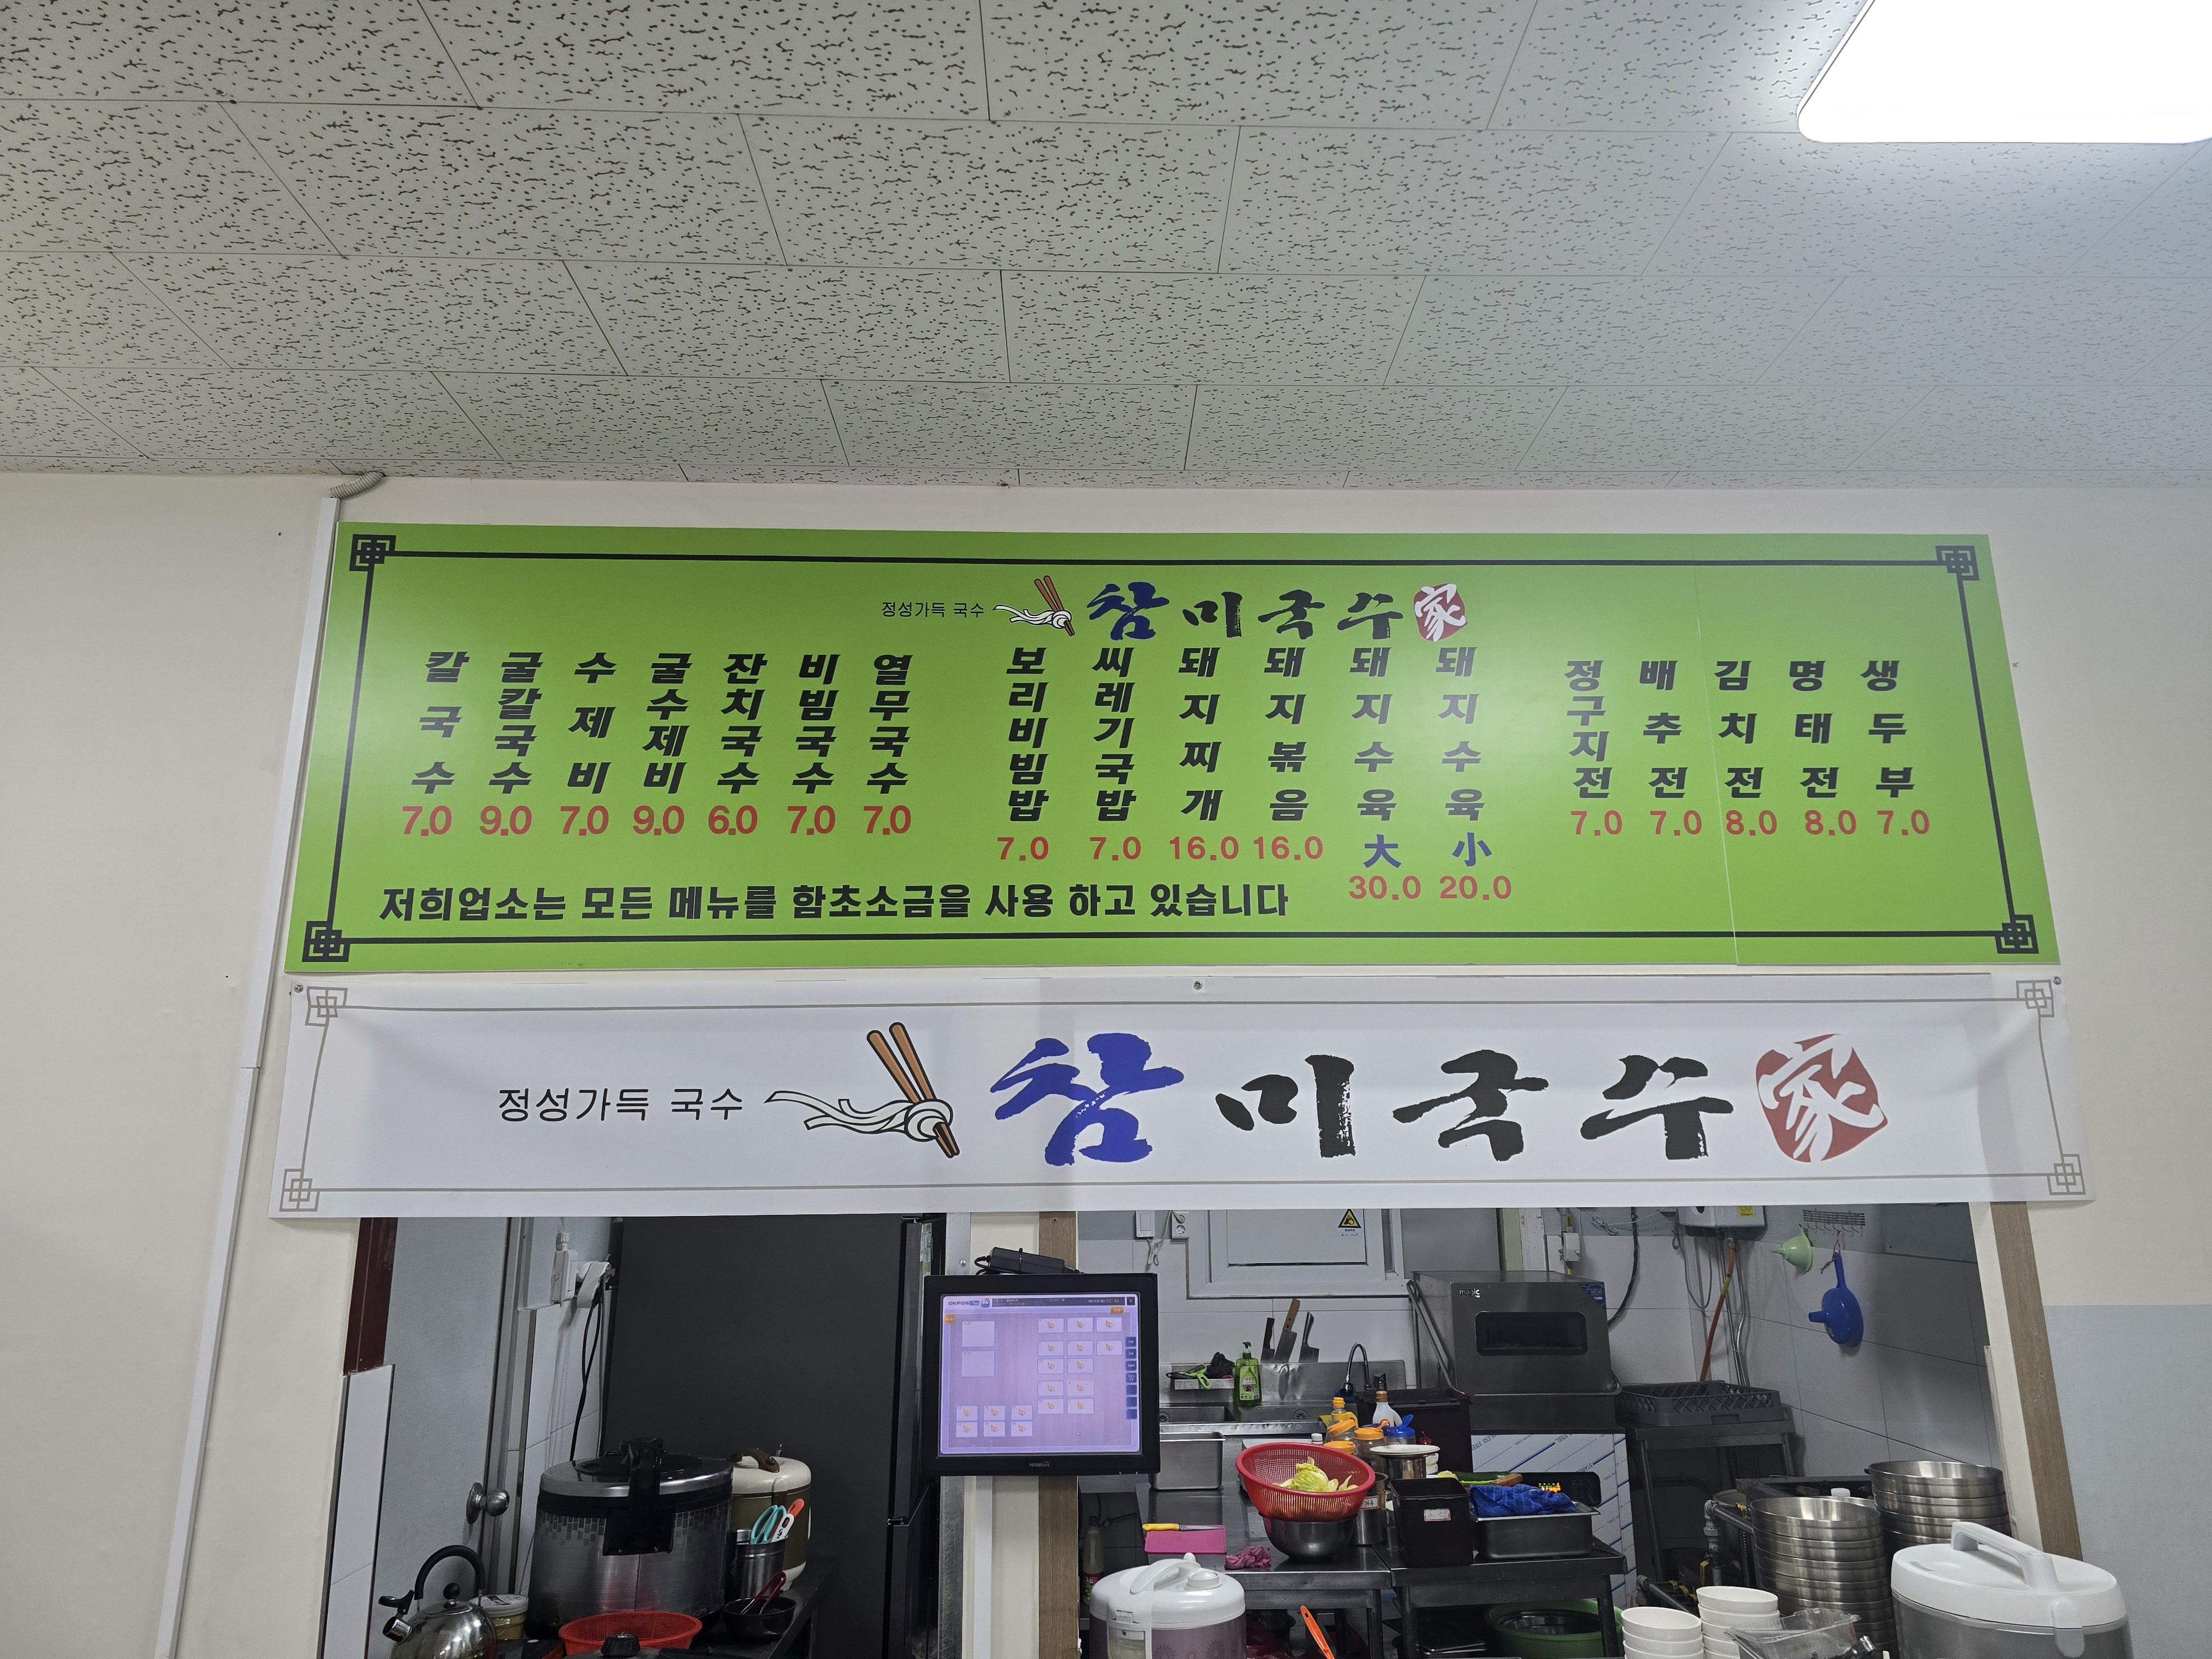 정성가득 국수 참미국수 家
칼국수 7.0
굴칼국수 9.0
수제비 7.0
굴수제비 9.0
잔치국수 6.0
비빔국수 7.0
열무국수 7.0
보리비빔밥 7.0
씨레기국밥 7.0
돼지찌개 16.0
돼지볶음 16.0
돼지수육 大 30.0
돼지수육 小 20.0
정구지전 7.0
배추전 7.0
김치전 8.0
명태전 8.0
생두부 7.0
저희업소는 모든 메뉴를 함초소금을 사용 하고 있습니다
정성가득 국수 참미국수 家
magic
OKPOS